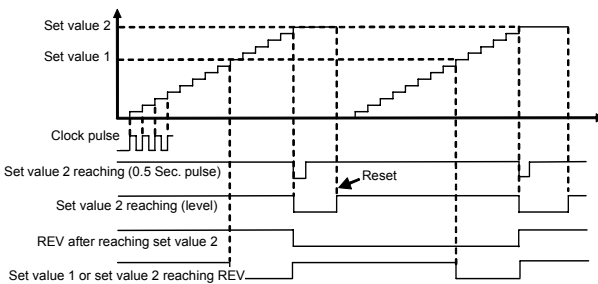 Set value 2
Set value 1
Clock pulse
Set value 2 reaching (0.5 Sec. pulse)
Reset
Set value 2 reaching (level)
REV after reaching set value 2
Set value 1 or set value 2 reaching REV